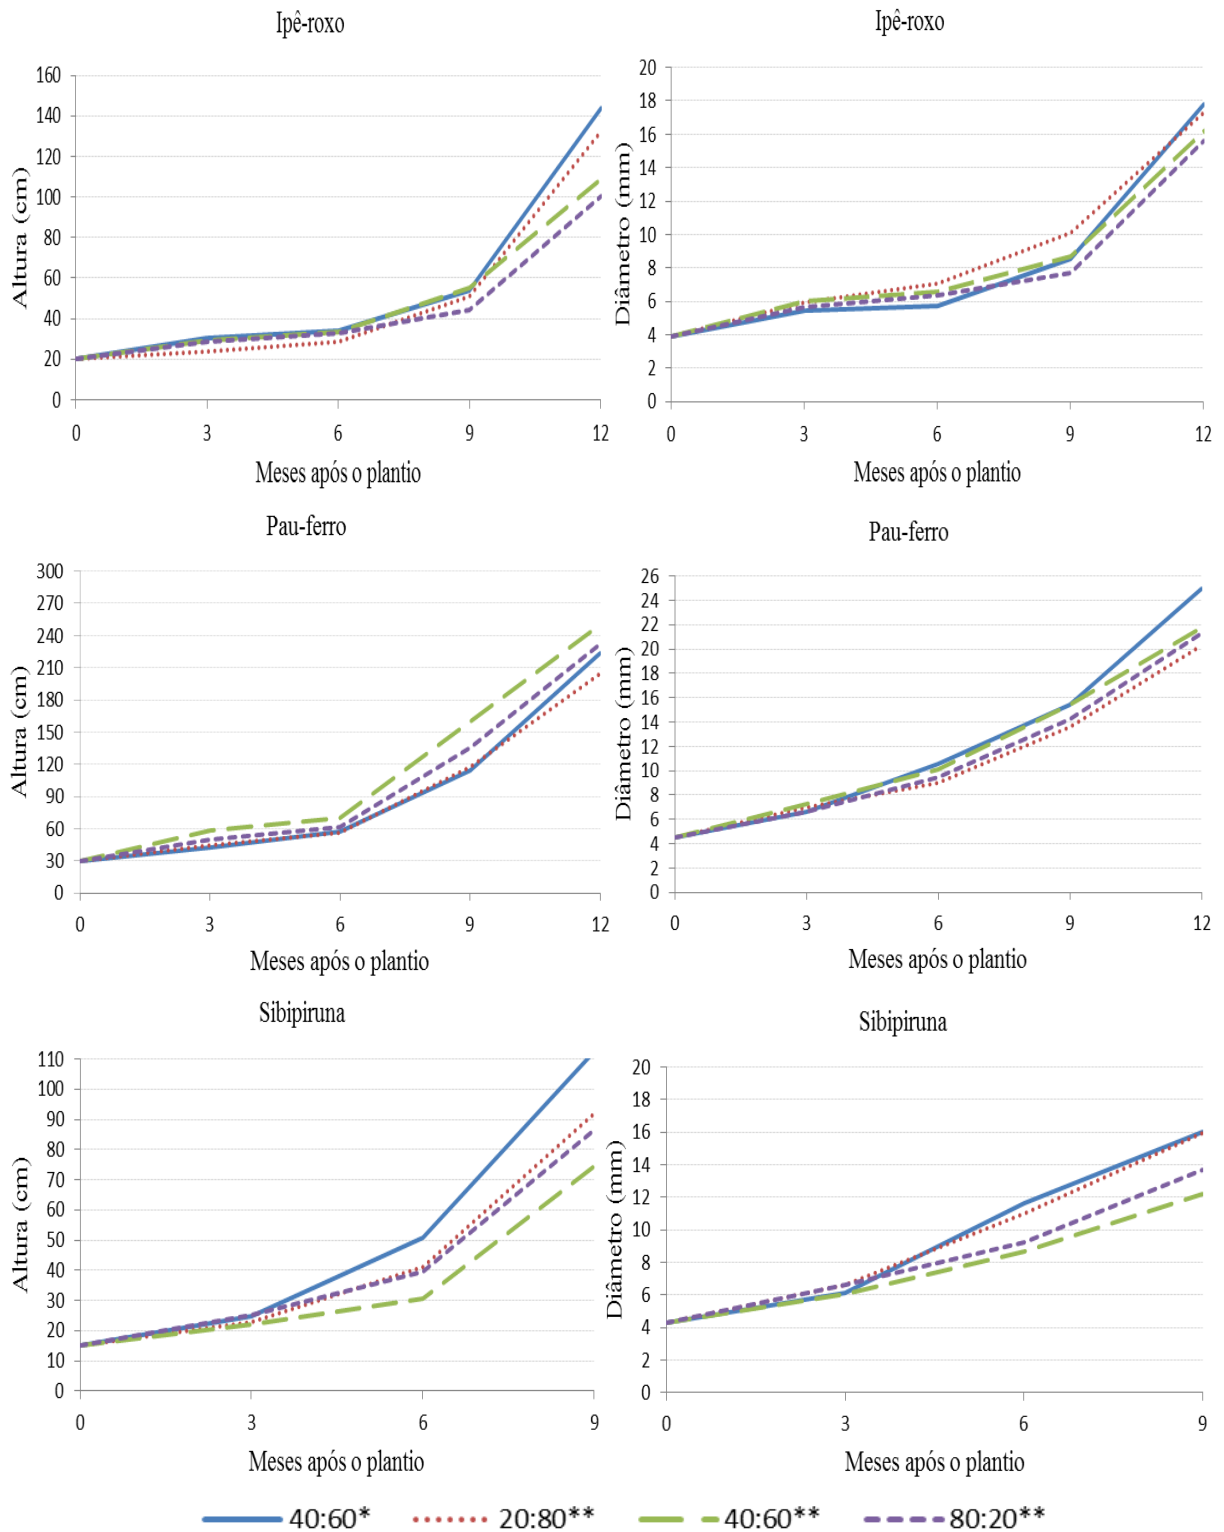 Ipê-roxo
Altura (cm)
160
140
120
100
80
60
40
20
0
0 3 6 9 12
Meses após o plantio
Ipê-roxo
Diâmetro (mm)
20
18
16
14
12
10
8
6
4
2
0
0 3 6 9 12
Meses após o plantio
Pau-ferro
Altura (cm)
300
270
240
210
180
150
120
90
60
30
0
0 3 6 9 12
Meses após o plantio
Pau-ferro
Diâmetro (mm)
26
24
22
20
18
16
14
12
10
8
6
4
2
0
0 3 6 9 12
Meses após o plantio
Sibipiruna
Altura (cm)
110
100
90
80
70
60
50
40
30
20
10
0
0 3 6 9
Meses após o plantio
Sibipiruna
Diâmetro (mm)
20
18
16
14
12
10
8
6
4
2
0
0 3 6 9
Meses após o plantio
40:60* 20:80** 40:60** 80:20**